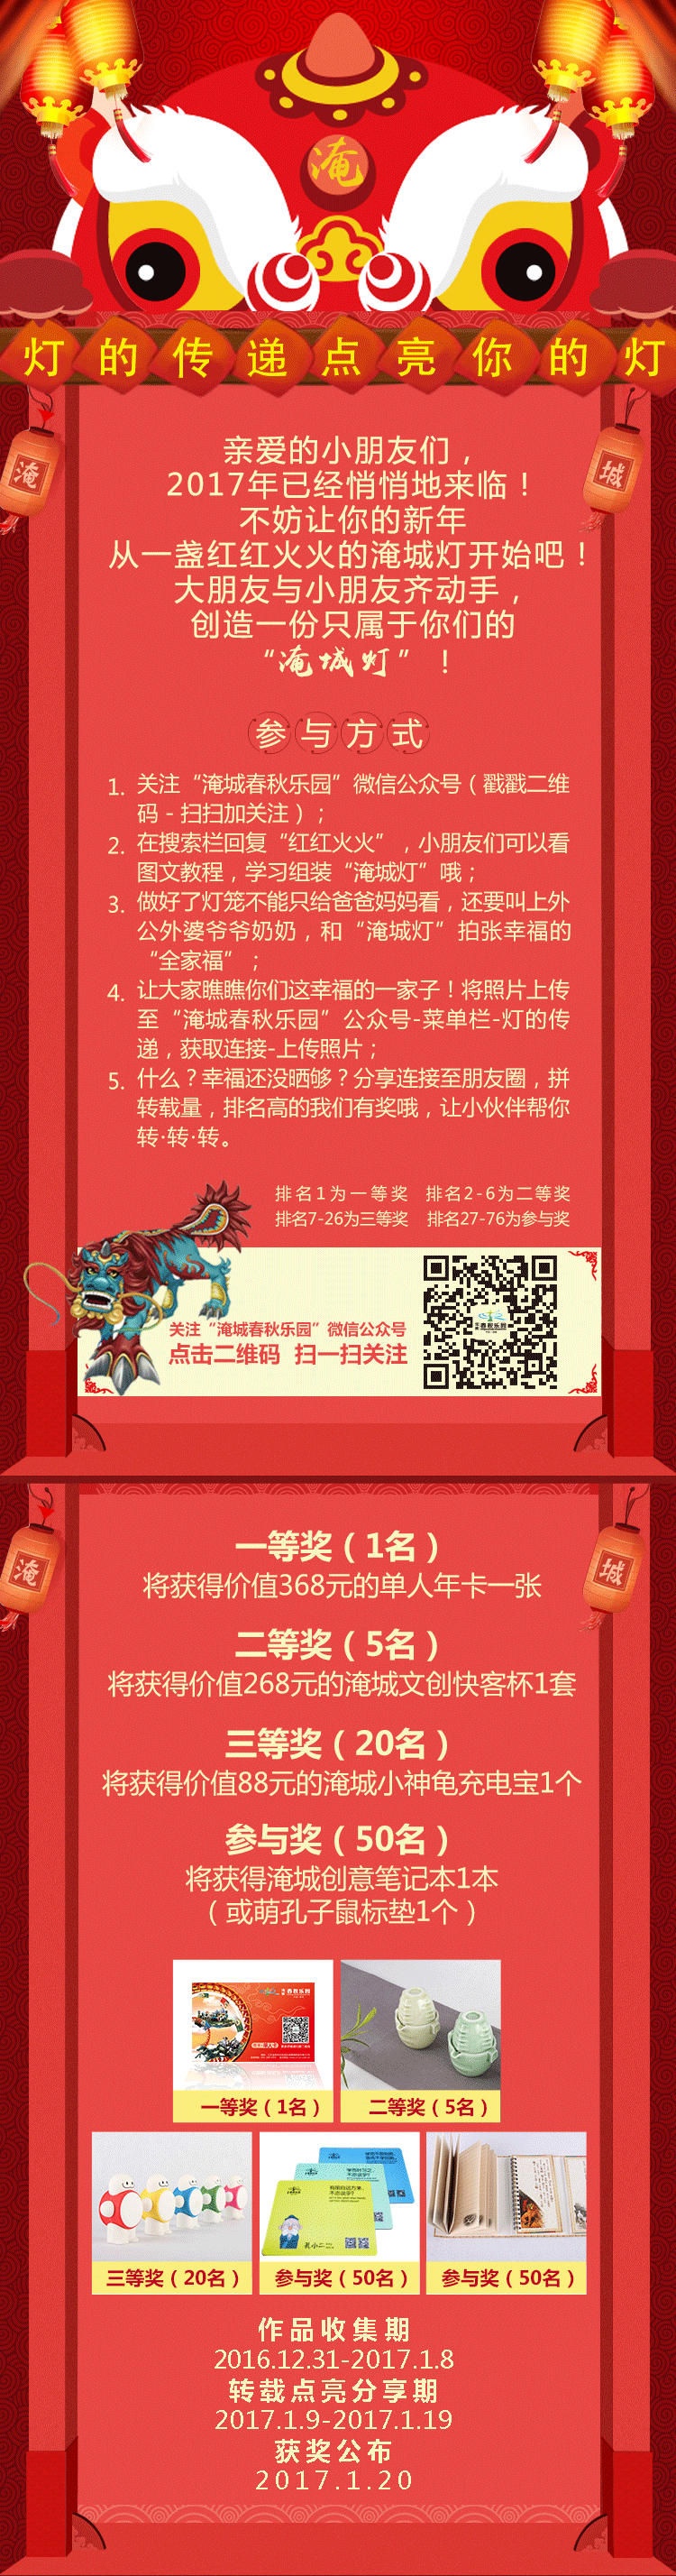 淹
灯的传递点亮你的灯
淹
城
亲爱的小朋友们，
2017年已经悄悄地来临！
不妨让你的新年
从一盏红红火火的淹城灯开始吧！
大朋友与小朋友齐动手，
创造一份只属于你们的
“淹城灯”！
参与方式
1. 关注“淹城春秋乐园”微信公众号（戳戳二维
码－扫扫加关注）；
2. 在搜索栏回复“红红火火”，小朋友们可以看
图文教程，学习组装“淹城灯”哦；
3. 做好了灯笼不能只给爸爸妈妈看，还要叫上外
公外婆爷爷奶奶，和“淹城灯”拍张幸福的
“全家福”；
4. 让大家瞧瞧你们这幸福的一家子！将照片上传
至“淹城春秋乐园”公众号-菜单栏-灯的传
递，获取连接-上传照片；
5. 什么？幸福还没晒够？分享连接至朋友圈，拼
转载量，排名高的我们有奖哦，让小伙伴帮你
转·转·转。
排名1为一等奖 排名2-6为二等奖
排名7-26为三等奖 排名27-76为参与奖
春秋乐园
关注“淹城春秋乐园”微信公众号
点击二维码 扫一扫关注
淹
城
一等奖（1名）
将获得价值368元的单人年卡一张
二等奖（5名）
将获得价值268元的淹城文创快客杯1套
三等奖（20名）
将获得价值88元的淹城小神龟充电宝1个
参与奖（50名）
将获得淹城创意笔记本1本
（或萌孔子鼠标垫1个）
春秋乐园
一等奖（1名）
二等奖（5名）
三等奖（20名）
参与奖（50名）
参与奖（50名）
作品收集期
2016.12.31-2017.1.8
转载点亮分享期
2017.1.9-2017.1.19
获奖公布
2017.1.20